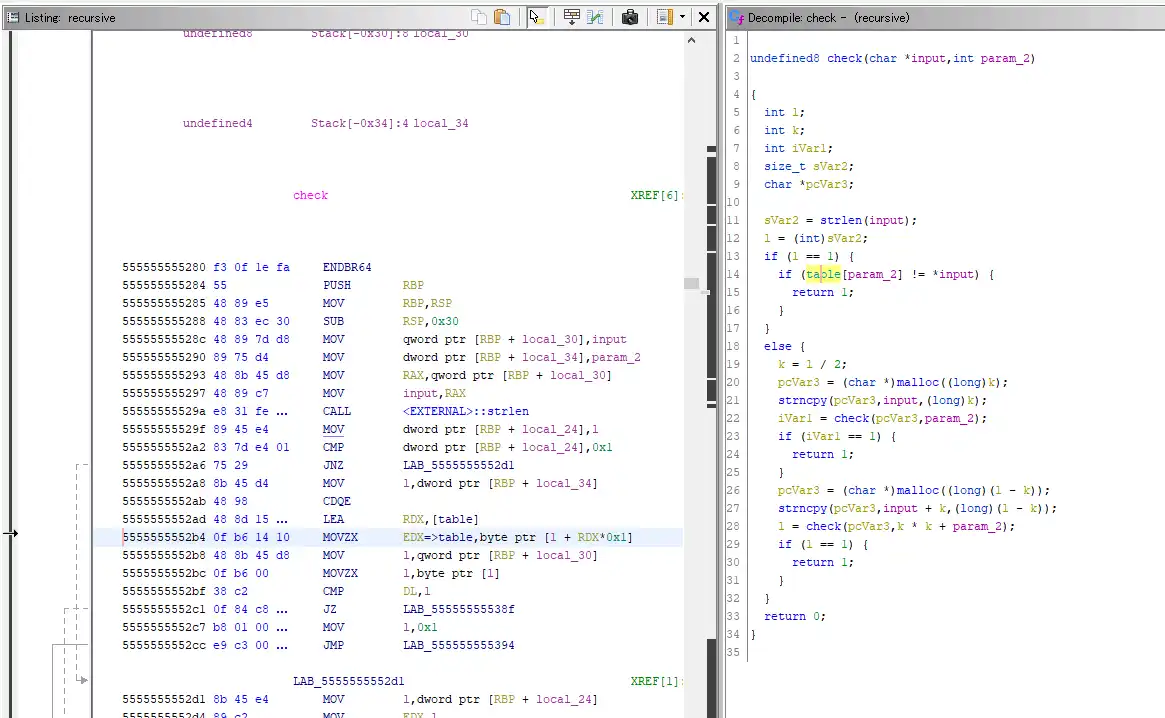 Listing: recursive
undefined8 Stack[-0x30]:8 local_30
undefined4 Stack[-0x34]:4 local_34
check XREF[6]:
555555555280 f3 0f 1e fa ENDBR64
555555555284 55 PUSH RBP
555555555285 48 89 e5 MOV RBP,RSP
555555555288 48 83 ec 30 SUB RSP,0x30
55555555528c 48 89 7d d8 MOV qword ptr [RBP + local_30],input
555555555290 89 75 d4 MOV dword ptr [RBP + local_34],param_2
555555555293 48 8b 45 d8 MOV RAX,qword ptr [RBP + local_30]
555555555297 48 89 c7 MOV input,RAX
55555555529a e8 31 fe ... CALL <EXTERNAL>::strlen
55555555529f 89 45 e4 MOV dword ptr [RBP + local_24],l
5555555552a2 83 7d e4 01 CMP dword ptr [RBP + local_24],0x1
5555555552a6 75 29 JNZ LAB_5555555552d1
5555555552a8 8b 45 d4 MOV l,dword ptr [RBP + local_34]
5555555552ab 48 98 CDQE
5555555552ad 48 8d 15 ... LEA RDX,[table]
5555555552b4 0f b6 14 10 MOVZX EDX=>table,byte ptr [l + RDX*0x1]
5555555552b8 48 8b 45 d8 MOV l,qword ptr [RBP + local_30]
5555555552bc 0f b6 00 MOVZX l,byte ptr [l]
5555555552bf 38 c2 CMP DL,l
5555555552c1 0f 84 c8 ... JZ LAB_55555555538f
5555555552c7 b8 01 00 ... MOV l,0x1
5555555552cc e9 c3 00 ... JMP LAB_555555555394
LAB_5555555552d1 XREF[1]:
5555555552d1 8b 45 e4 MOV l,dword ptr [RBP + local_24]
5555555552d4 89 c2 MOV EDX,l
Decompile: check - (recursive)
1
2 undefined8 check(char *input,int param_2)
3
4 {
5 int l;
6 int k;
7 int iVar1;
8 size_t sVar2;
9 char *pcVar3;
10
11 sVar2 = strlen(input);
12 l = (int)sVar2;
13 if (l == 1) {
14 if (table[param_2] != *input) {
15 return 1;
16 }
17 }
18 else {
19 k = l / 2;
20 pcVar3 = (char *)malloc((long)k);
21 strncpy(pcVar3,input,(long)k);
22 iVar1 = check(pcVar3,param_2);
23 if (iVar1 == 1) {
24 return 1;
25 }
26 pcVar3 = (char *)malloc((long)(l - k));
27 strncpy(pcVar3,input + k,(long)(l - k));
28 l = check(pcVar3,k * k + param_2);
29 if (l == 1) {
30 return 1;
31 }
32 }
33 return 0;
34 }
35